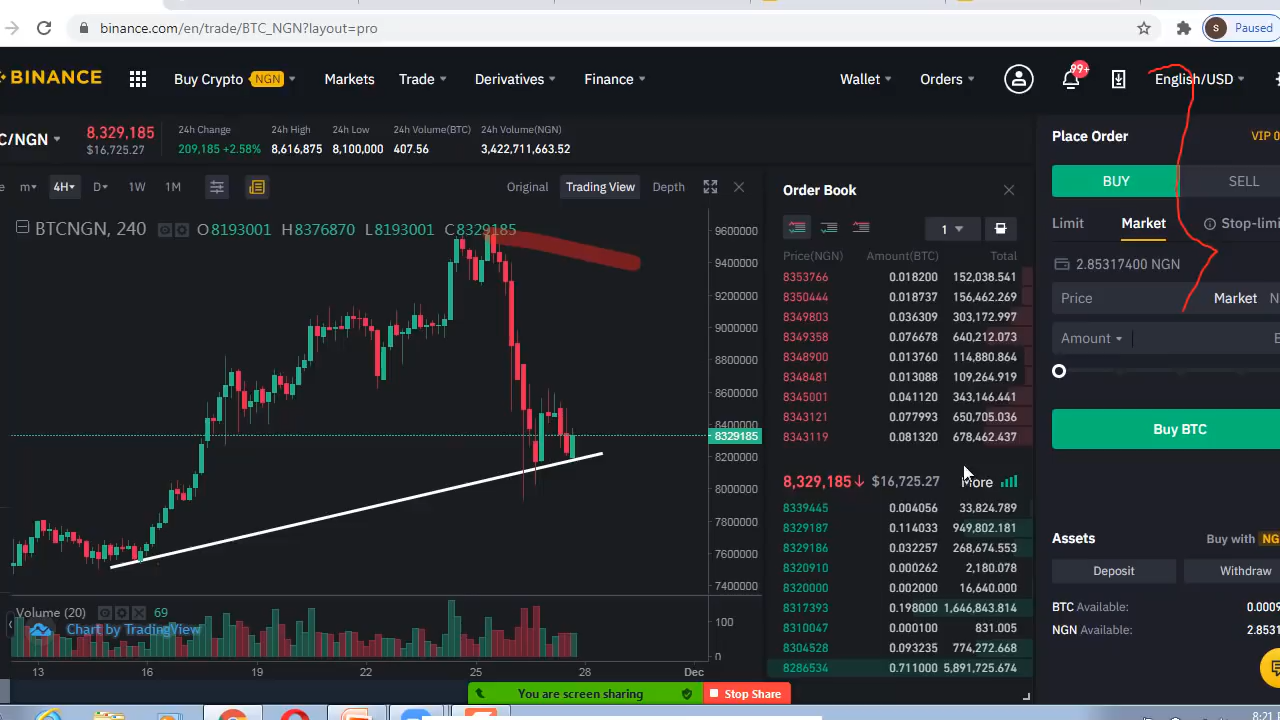 binance.com/en/trade/BTC_NGN?layout=pro
S Paused
BINANCE
Buy Crypto NGN
Markets
Trade
Derivatives
Finance
Wallet
Orders
99+
English/USD
C/NGN
8,329,185
$16,725.27
24h Change
209,185 +2.58%
24h High
8,616,875
24h Low
8,100,000
24h Volume(BTC)
407.56
24h Volume(NGN)
3,422,711,663.52
e m 4H D 1W 1M
Original Trading View Depth
BTCNGN, 240 O8193001 H8376870 L8193001 C8329185
9600000
9400000
9200000
9000000
8800000
8600000
8400000
8329185
8200000
8000000
7800000
7600000
7400000
Volume (20) 69
Chart by TradingView
100
0
13 16 19 22 25 28 Dec
Order Book
1
Price(NGN) Amount(BTC) Total
8353766 0.018200 152,038.541
8350444 0.018737 156,462.269
8349803 0.036309 303,172.997
8349358 0.076678 640,212.073
8348900 0.013760 114,880.864
8348481 0.013088 109,264.919
8345001 0.041120 343,146.441
8343121 0.077993 650,705.036
8343119 0.081320 678,462.437
8,329,185 $16,725.27 More
8339445 0.004056 33,824.789
8329187 0.114033 949,802.181
8329186 0.032257 268,674.553
8320910 0.000262 2,180.078
8320000 0.002000 16,640.000
8317393 0.198000 1,646,843.814
8310047 0.000100 831.005
8304528 0.093235 774,272.668
8286534 0.711000 5,891,725.674
Place Order VIP 0
BUY SELL
Limit Market Stop-limi
2.85317400 NGN
Price Market N
Amount
Buy BTC
Assets Buy with NG
Deposit Withdraw
BTC Available: 0.0009
NGN Available: 2.8531
You are screen sharing Stop Share
8:21